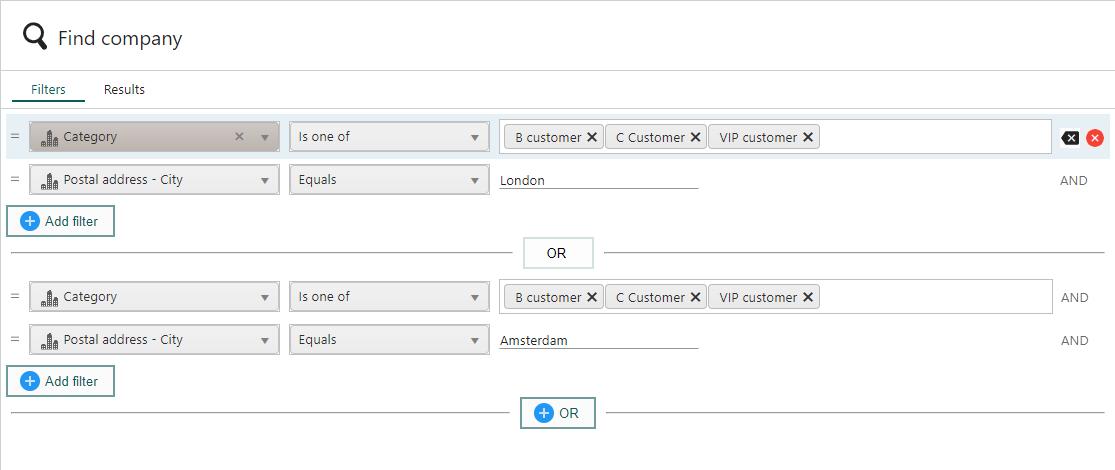 Find company
Filters Results
= Category × Is one of B customer × C Customer × VIP customer ×
= Postal address - City Equals London AND
+ Add filter
OR
= Category Is one of B customer × C Customer × VIP customer × AND
= Postal address - City Equals Amsterdam AND
+ Add filter
+ OR